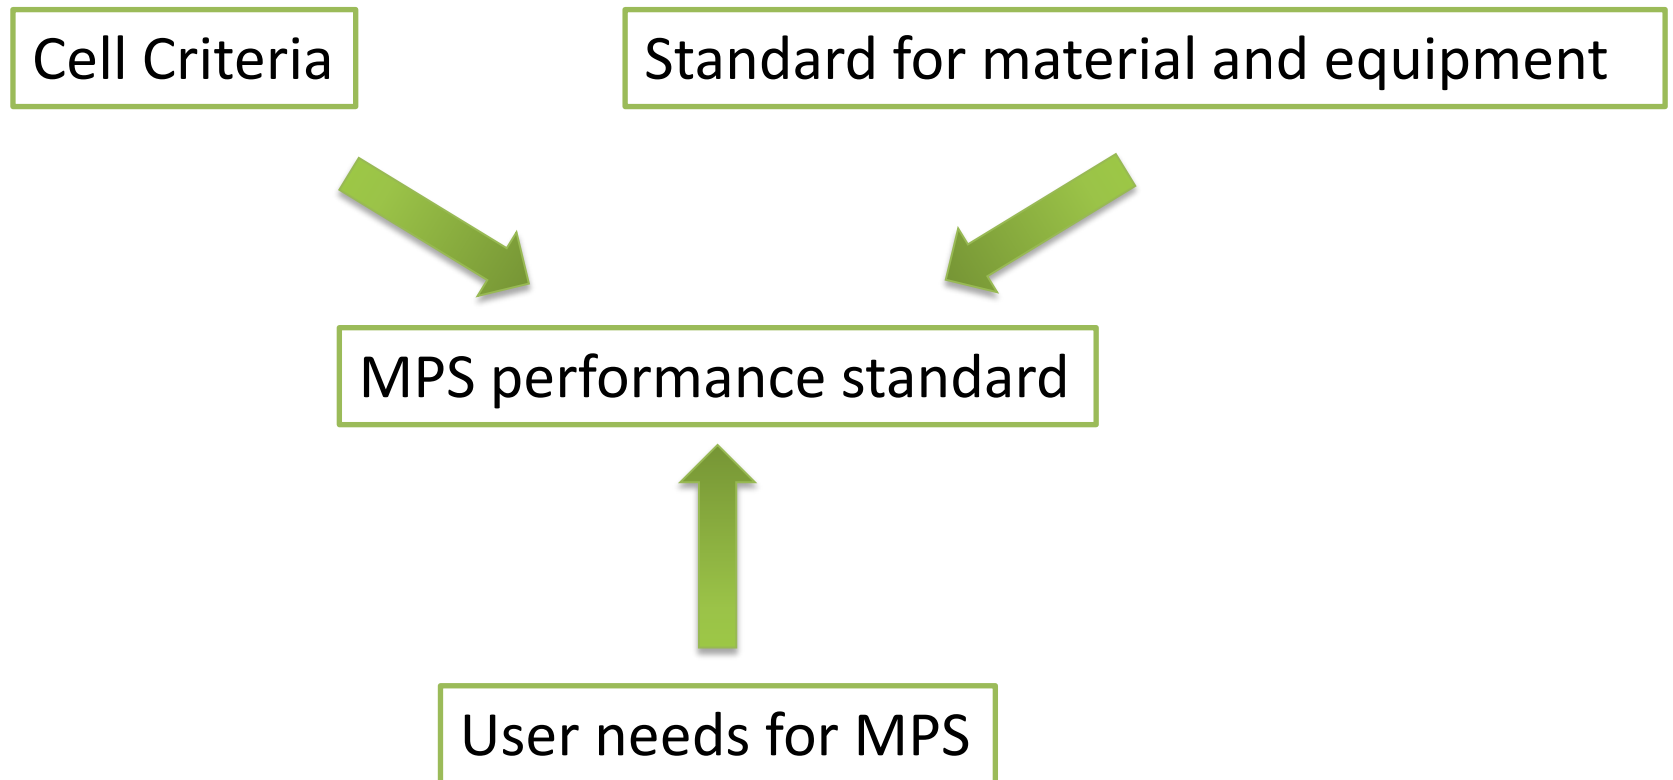 Cell Criteria
Standard for material and equipment
MPS performance standard
User needs for MPS